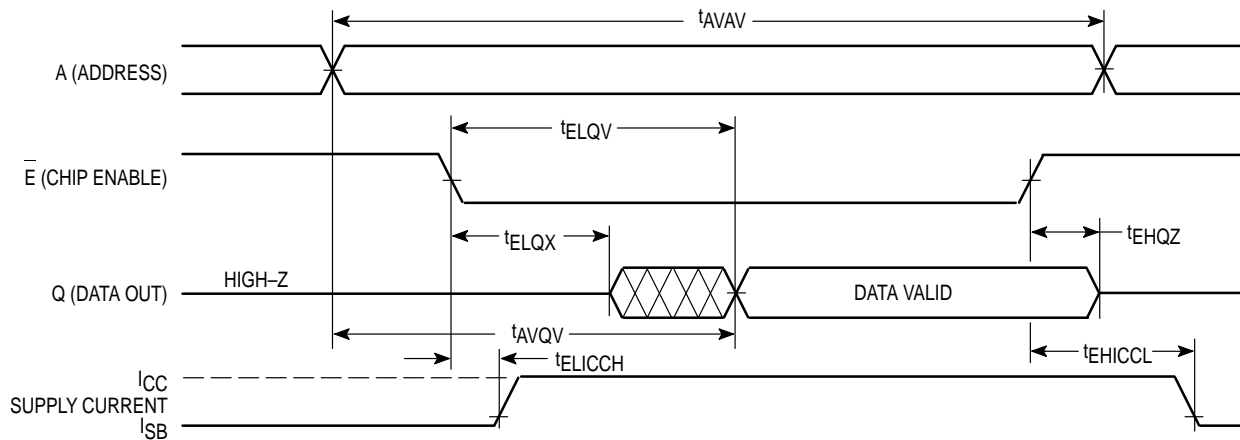 tAVAV
A (ADDRESS)
tELQV
E (CHIP ENABLE)
tELQX
tEHQZ
HIGH–Z
Q (DATA OUT)
DATA VALID
tAVQV
tELICCH
tEHICCL
ICC
SUPPLY CURRENT
ISB